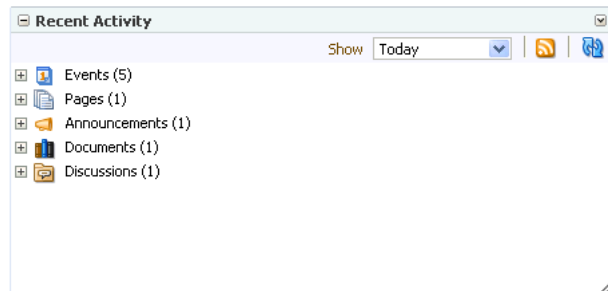 Recent Activity
Show Today
Events (5)
Pages (1)
Announcements (1)
Documents (1)
Discussions (1)